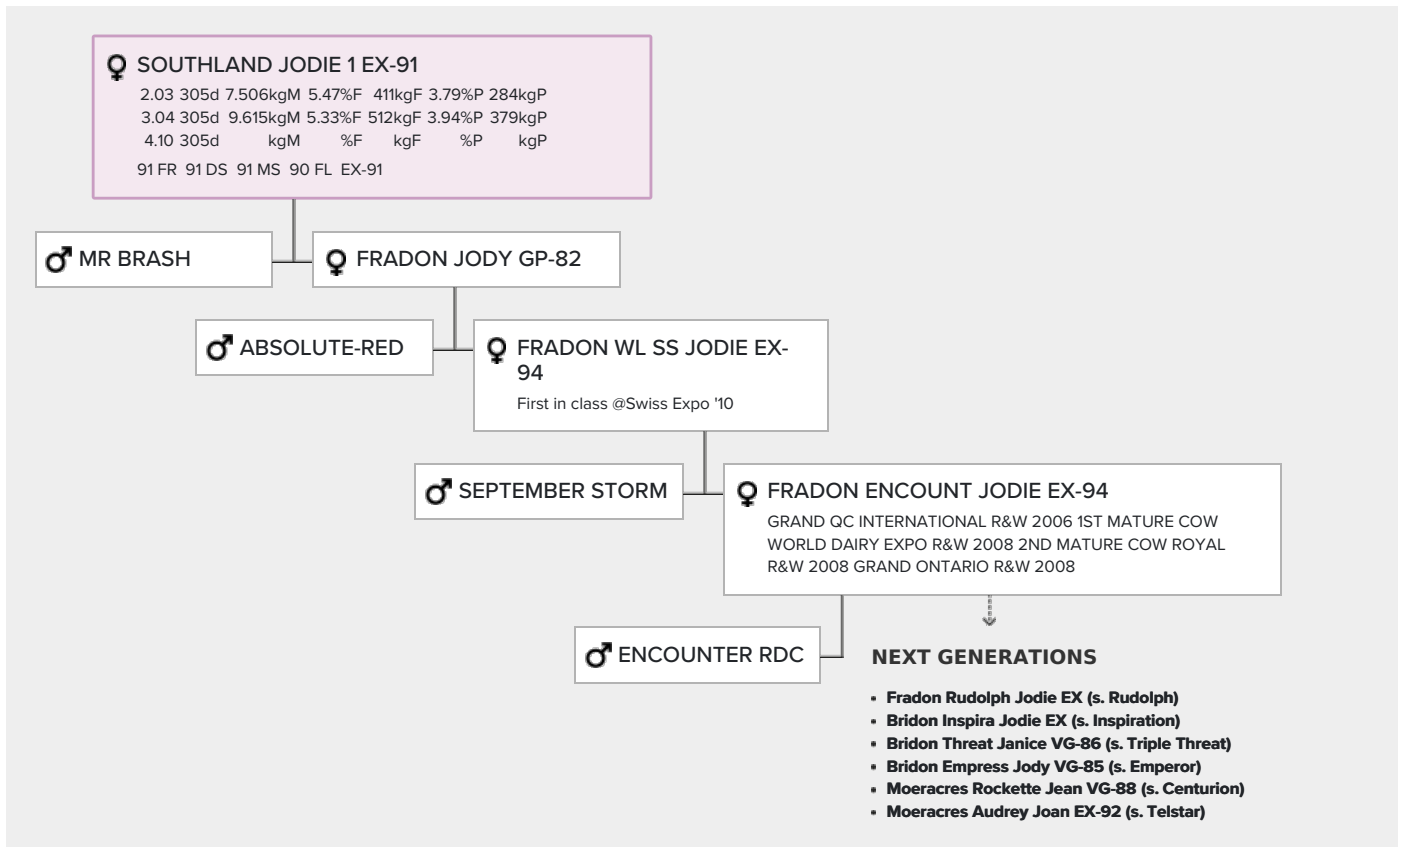 SOUTHLAND JODIE 1 EX-91
2.03 305d 7.506kgM 5.47%F 411kgF 3.79%P 284kgP
3.04 305d 9.615kgM 5.33%F 512kgF 3.94%P 379kgP
4.10 305d kgM %F kgF %P kgP
91 FR 91 DS 91 MS 90 FL EX-91
MR BRASH
FRADON JODY GP-82
ABSOLUTE-RED
FRADON WL SS JODIE EX-
94
First in class @Swiss Expo '10
SEPTEMBER STORM
FRADON ENCOUNT JODIE EX-94
GRAND QC INTERNATIONAL R&W 2006 1ST MATURE COW
WORLD DAIRY EXPO R&W 2008 2ND MATURE COW ROYAL
R&W 2008 GRAND ONTARIO R&W 2008
ENCOUNTER RDC
NEXT GENERATIONS
• Fradon Rudolph Jodie EX (s. Rudolph)
• Bridon Inspira Jodie EX (s. Inspiration)
• Bridon Threat Janice VG-86 (s. Triple Threat)
• Bridon Empress Jody VG-85 (s. Emperor)
• Moeracres Rockette Jean VG-88 (s. Centurion)
• Moeracres Audrey Joan EX-92 (s. Telstar)